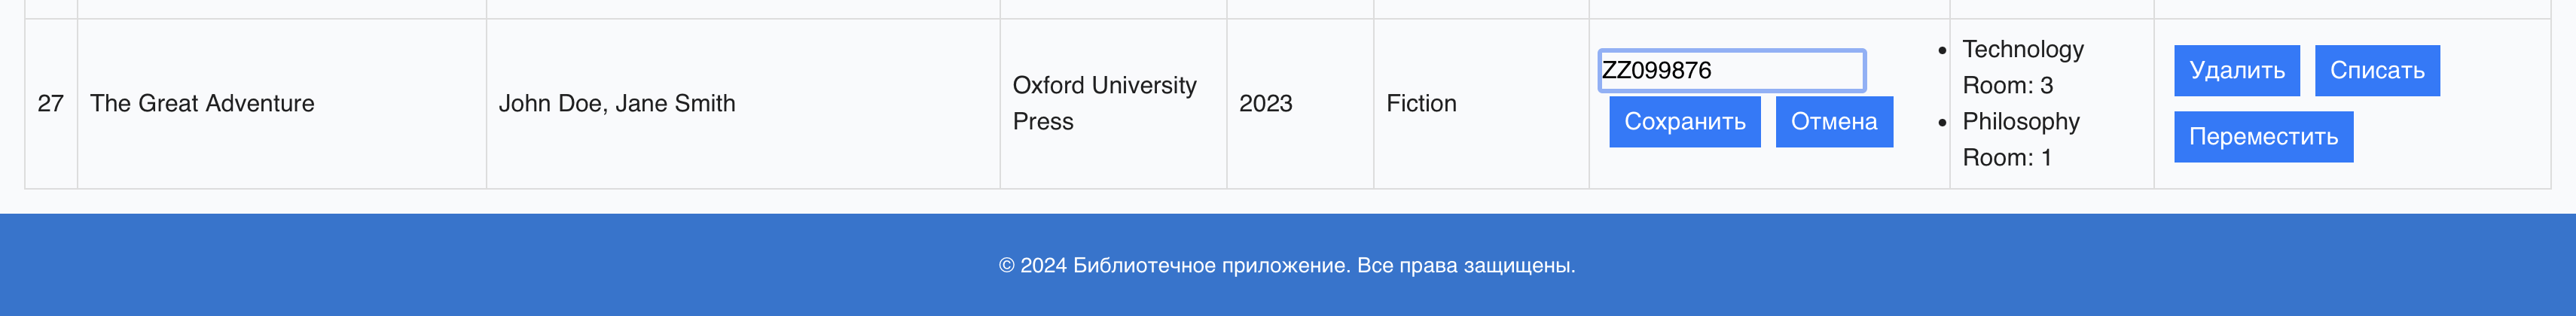 27
The Great Adventure
John Doe, Jane Smith
Oxford University
Press
2023
Fiction
ZZ099876
Сохранить Отмена
Technology
Room: 3
Philosophy
Room: 1
Удалить Списать
Переместить
© 2024 Библиотечное приложение. Все права защищены.